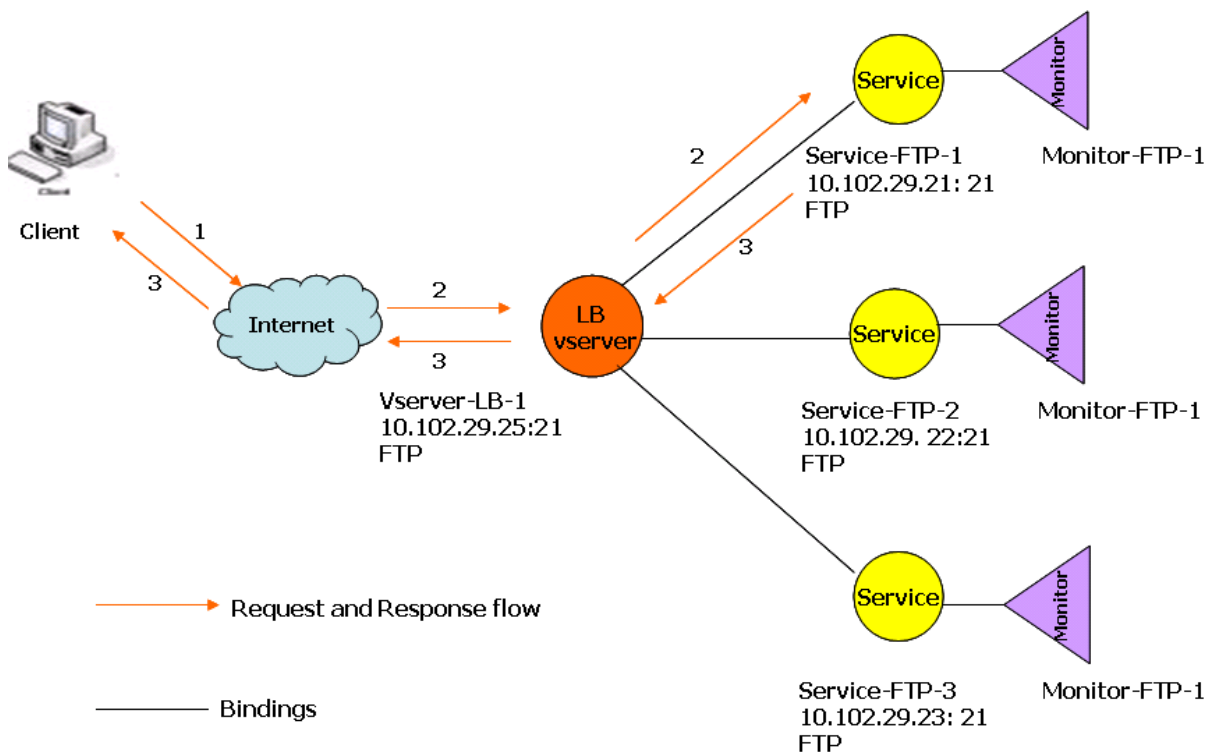 Service
Monitor
2
Service-FTP-1
10.102.29.21: 21
FTP
Monitor-FTP-1
Client
Client
1
3
3
2
Internet
3
LB
vserver
Service
Monitor
Vserver-LB-1
10.102.29.25:21
FTP
Service-FTP-2
10.102.29. 22:21
FTP
Monitor-FTP-1
Service
Monitor
Request and Response flow
Service-FTP-3
10.102.29.23: 21
FTP
Monitor-FTP-1
Bindings